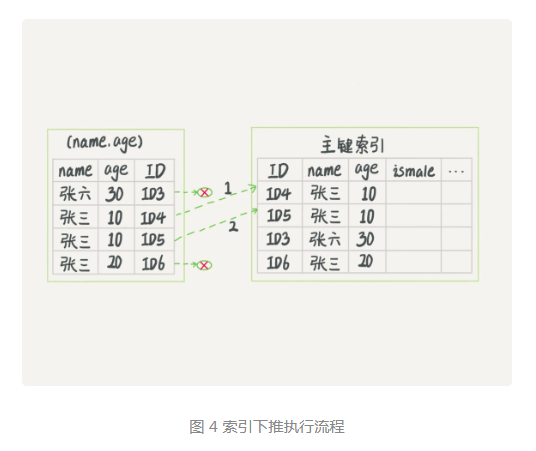 (name,age)
name age ID
张六 30 ID3
张三 10 ID4
张三 10 ID5
张三 20 ID6
1
2
主键索引
ID name age ismale ...
ID4 张三 10
ID5 张三 10
ID3 张六 30
ID6 张三 20
图 4 索引下推执行流程